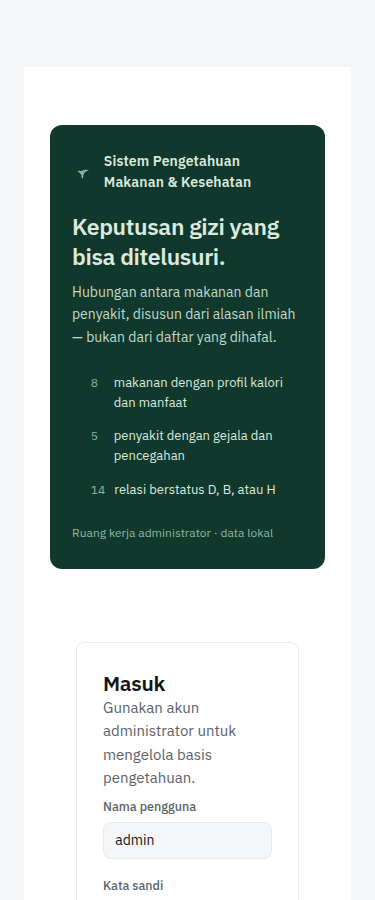 Sistem Pengetahuan
Makanan & Kesehatan
Keputusan gizi yang
bisa ditelusuri.
Hubungan antara makanan dan
penyakit, disusun dari alasan ilmiah
— bukan dari daftar yang dihafal.
8 makanan dengan profil kalori
dan manfaat
5 penyakit dengan gejala dan
pencegahan
14 relasi berstatus D, B, atau H
Ruang kerja administrator · data lokal
Masuk
Gunakan akun
administrator untuk
mengelola basis
pengetahuan.
Nama pengguna
admin
Kata sandi